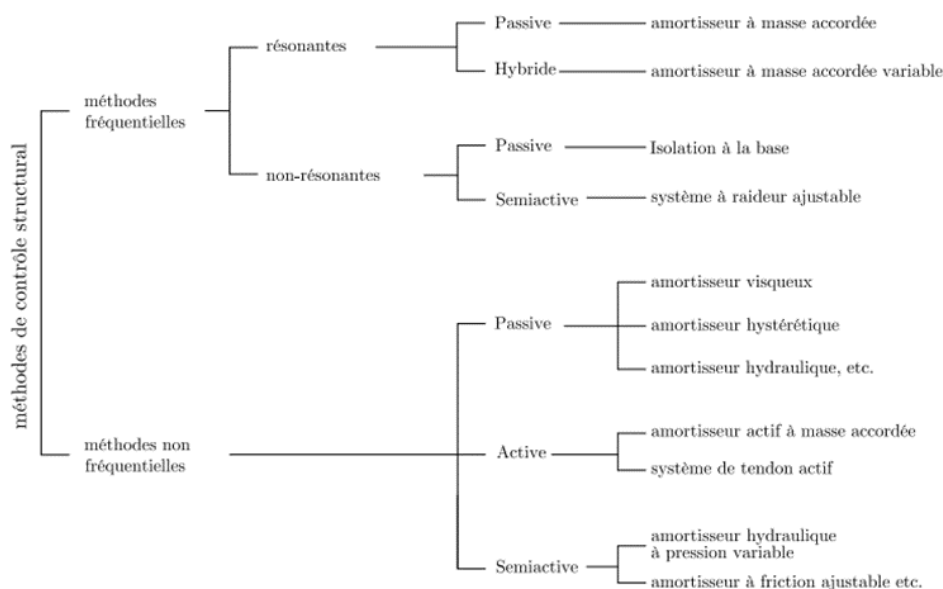 méthodes de contrôle structural
méthodes
fréquentielles
résonantes
Passive
amortisseur à masse accordée
Hybride
amortisseur à masse accordée variable
non-résonantes
Passive
Isolation à la base
Semiactive
système à raideur ajustable
méthodes non
fréquentielles
Passive
amortisseur visqueux
amortisseur hystérétique
amortisseur hydraulique, etc.
Active
amortisseur actif à masse accordée
système de tendon actif
Semiactive
amortisseur hydraulique
à pression variable
amortisseur à friction ajustable etc.